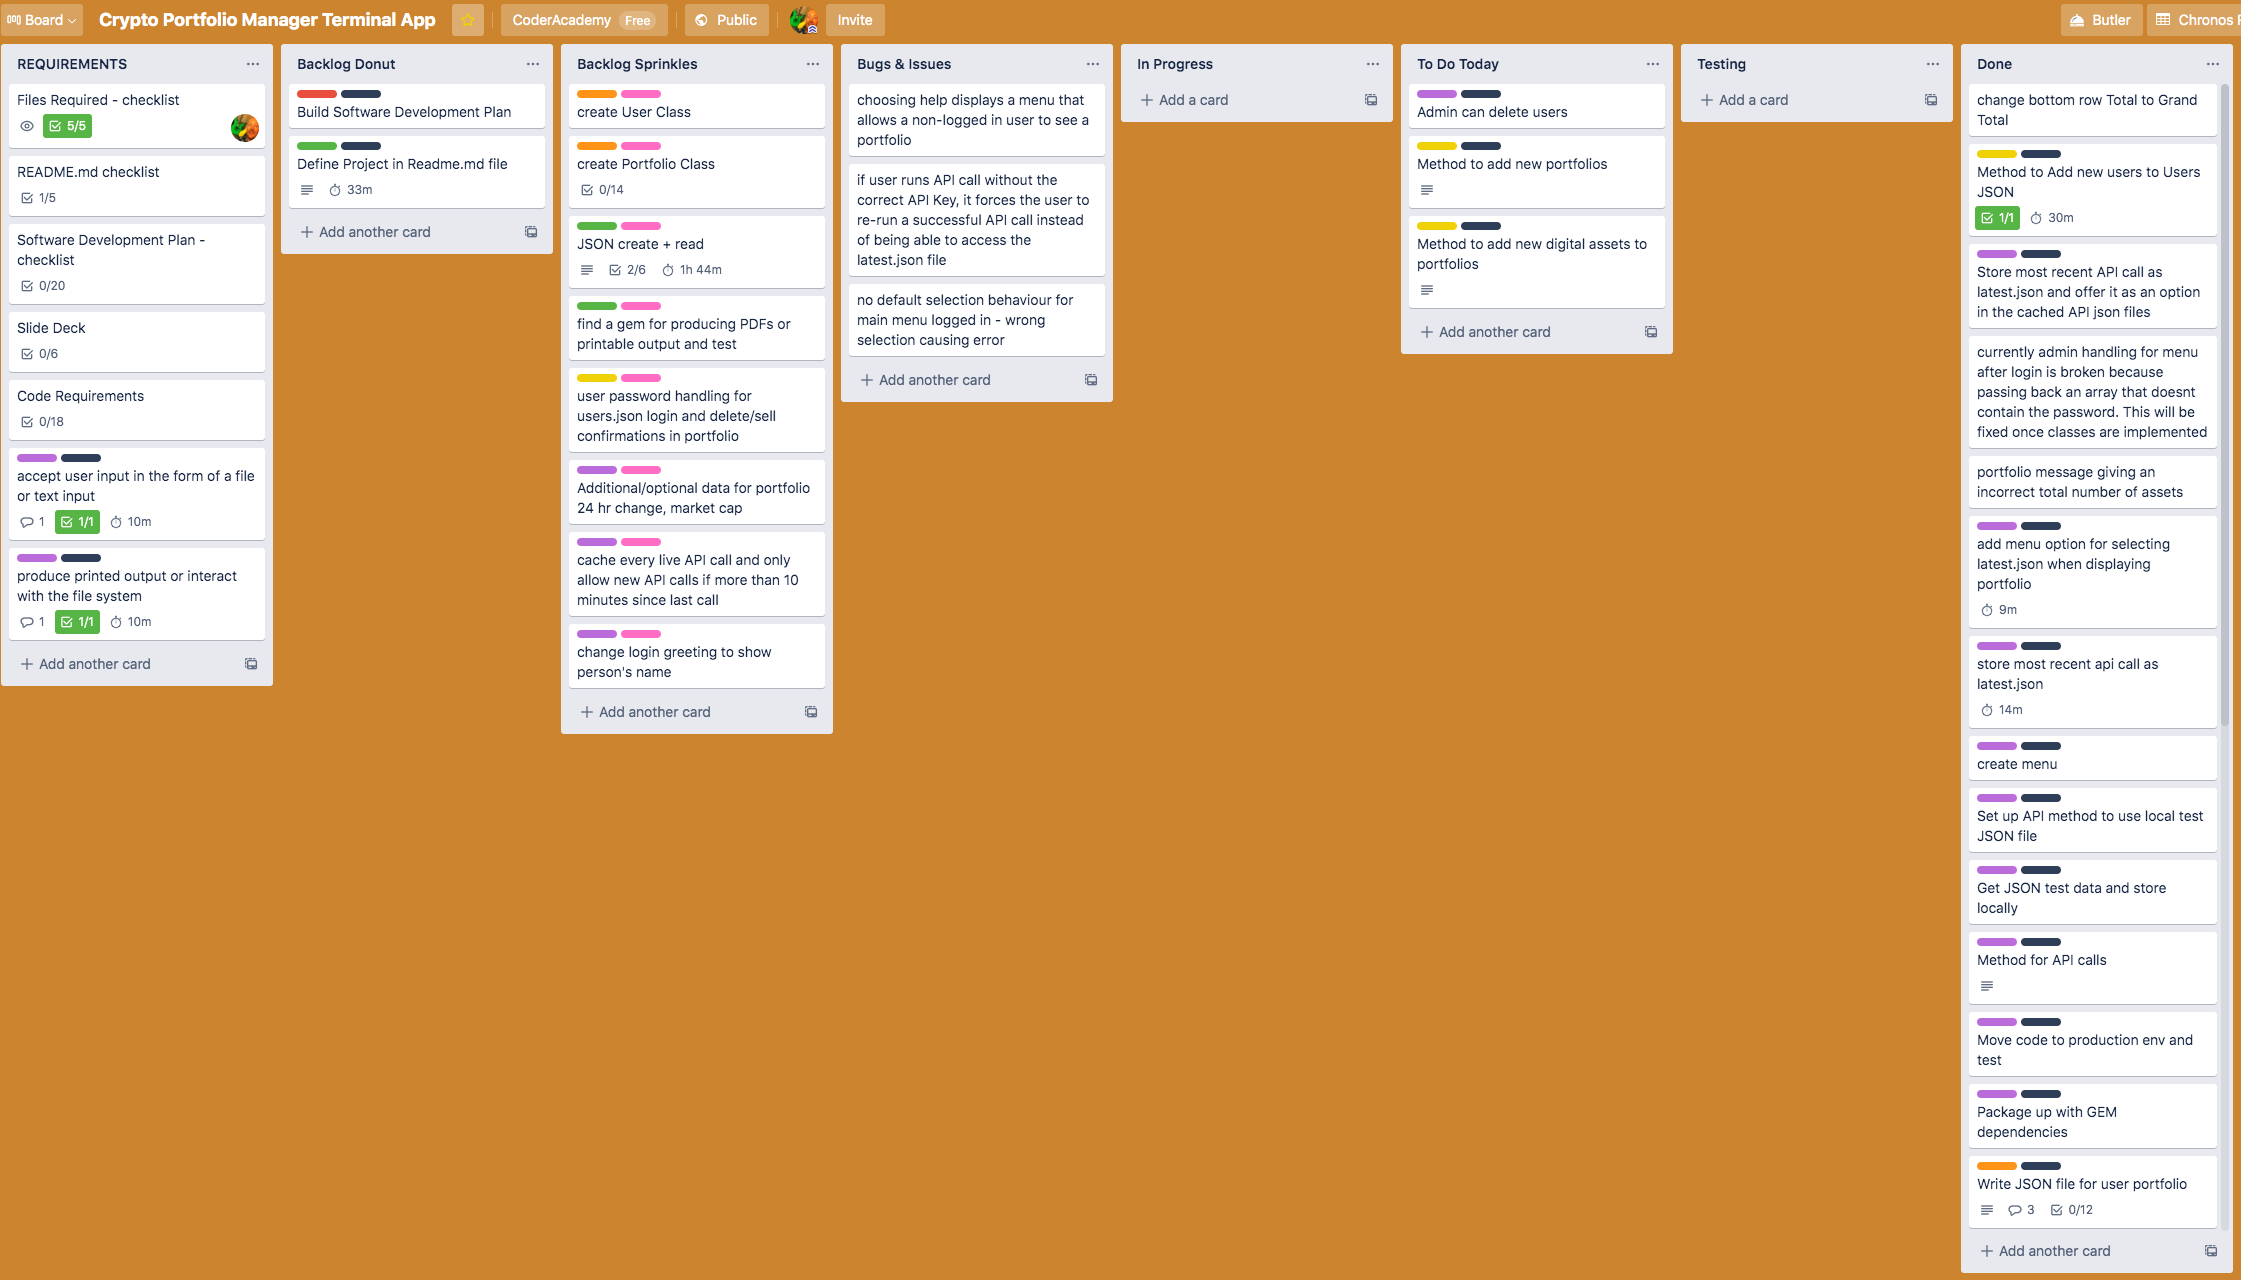 Board
Crypto Portfolio Manager Terminal App
CoderAcademy Free
Public
Invite
Butler
Chronos
REQUIREMENTS
Files Required - checklist
5/5
README.md checklist
1/5
Software Development Plan -
checklist
0/20
Slide Deck
0/6
Code Requirements
0/18
accept user input in the form of a file
or text input
1 1/1 10m
produce printed output or interact
with the file system
1 1/1 10m
+ Add another card
Backlog Donut
Build Software Development Plan
Define Project in Readme.md file
33m
+ Add another card
Backlog Sprinkles
create User Class
create Portfolio Class
0/14
JSON create + read
2/6 1h 44m
find a gem for producing PDFs or
printable output and test
user password handling for
users.json login and delete/sell
confirmations in portfolio
Additional/optional data for portfolio
24 hr change, market cap
cache every live API call and only
allow new API calls if more than 10
minutes since last call
change login greeting to show
person's name
+ Add another card
Bugs & Issues
choosing help displays a menu that
allows a non-logged in user to see a
portfolio
if user runs API call without the
correct API Key, it forces the user to
re-run a successful API call instead
of being able to access the
latest.json file
no default selection behaviour for
main menu logged in - wrong
selection causing error
+ Add another card
In Progress
+ Add a card
To Do Today
Admin can delete users
Method to add new portfolios
Method to add new digital assets to
portfolios
+ Add another card
Testing
+ Add a card
Done
change bottom row Total to Grand
Total
Method to Add new users to Users
JSON
1/1 30m
Store most recent API call as
latest.json and offer it as an option
in the cached API json files
currently admin handling for menu
after login is broken because
passing back an array that doesnt
contain the password. This will be
fixed once classes are implemented
portfolio message giving an
incorrect total number of assets
add menu option for selecting
latest.json when displaying
portfolio
9m
store most recent api call as
latest.json
14m
create menu
Set up API method to use local test
JSON file
Get JSON test data and store
locally
Method for API calls
Move code to production env and
test
Package up with GEM
dependencies
Write JSON file for user portfolio
3 0/12
+ Add another card